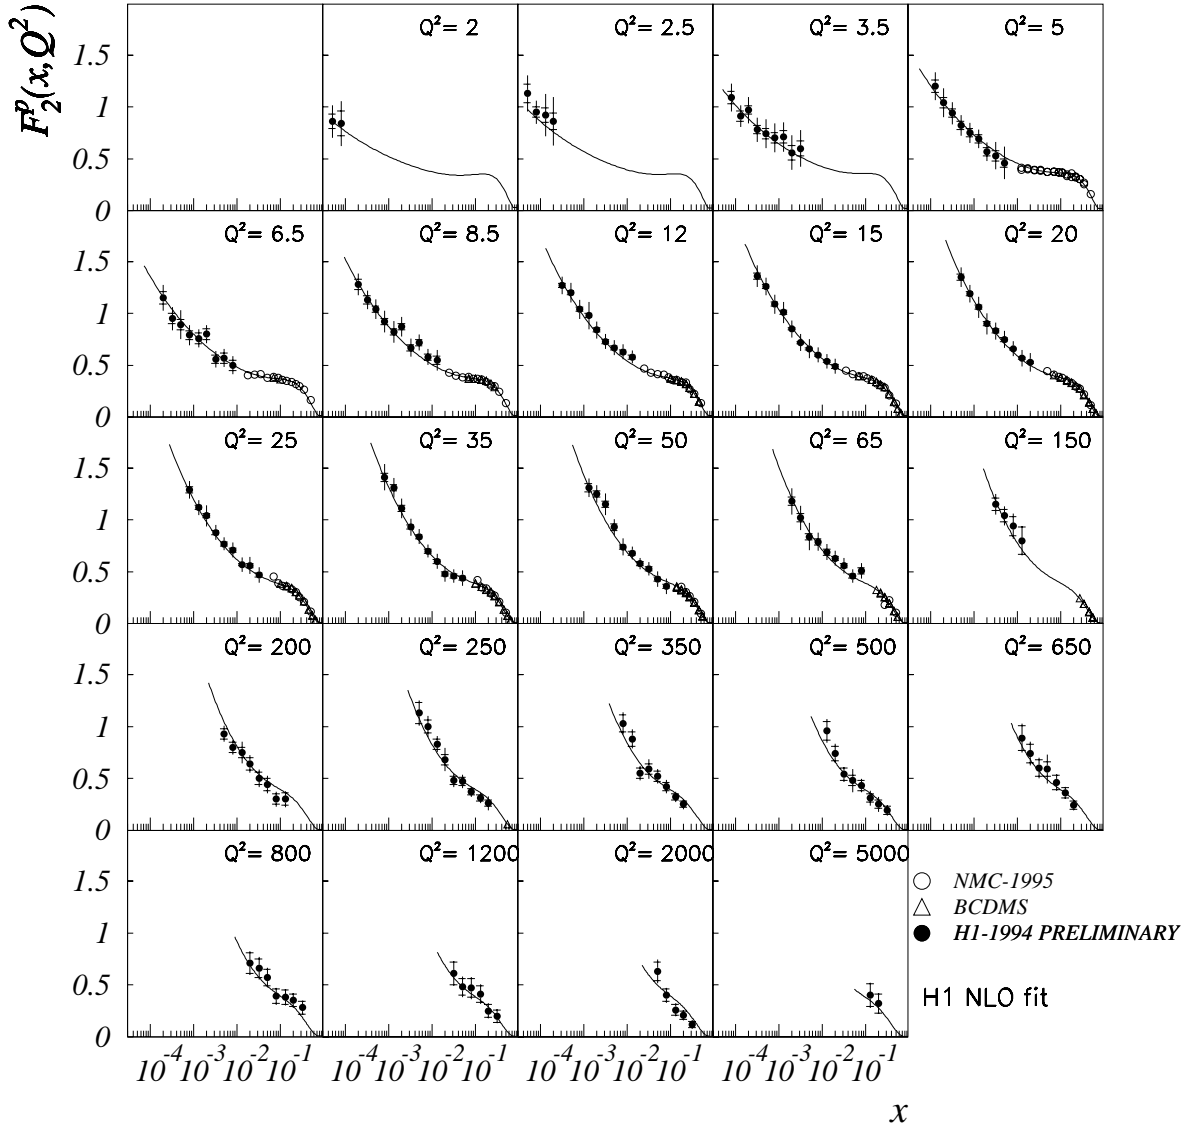 F₂ᵖ(x,Q²)
Q²= 2
Q²= 2.5
Q²= 3.5
Q²= 5
1.5
1
0.5
0
Q²= 6.5
Q²= 8.5
Q²= 12
Q²= 15
Q²= 20
1.5
1
0.5
0
Q²= 25
Q²= 35
Q²= 50
Q²= 65
Q²= 150
1.5
1
0.5
0
Q²= 200
Q²= 250
Q²= 350
Q²= 500
Q²= 650
1.5
1
0.5
0
Q²= 800
Q²= 1200
Q²= 2000
Q²= 5000
1.5
1
0.5
0
NMC-1995
BCDMS
H1-1994 PRELIMINARY
H1 NLO fit
10⁻⁴ 10⁻³ 10⁻² 10⁻¹
10⁻⁴ 10⁻³ 10⁻² 10⁻¹
10⁻⁴ 10⁻³ 10⁻² 10⁻¹
10⁻⁴ 10⁻³ 10⁻² 10⁻¹
x